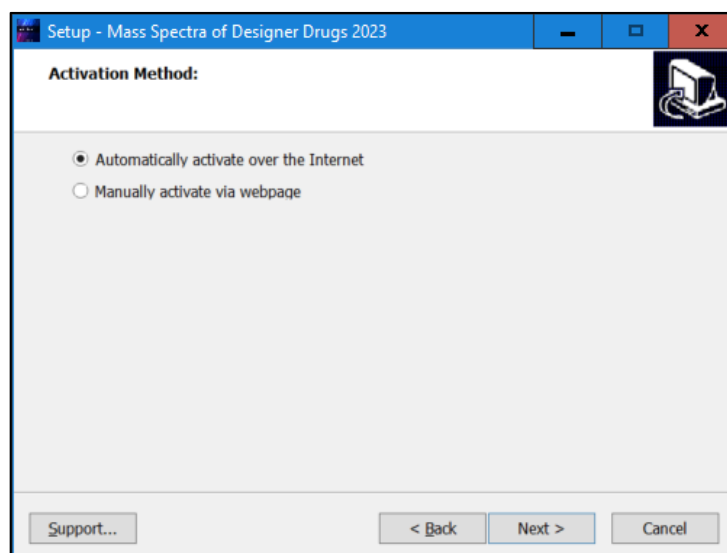 Setup - Mass Spectra of Designer Drugs 2023
Activation Method:
Automatically activate over the Internet
Manually activate via webpage
Support...
< Back
Next >
Cancel